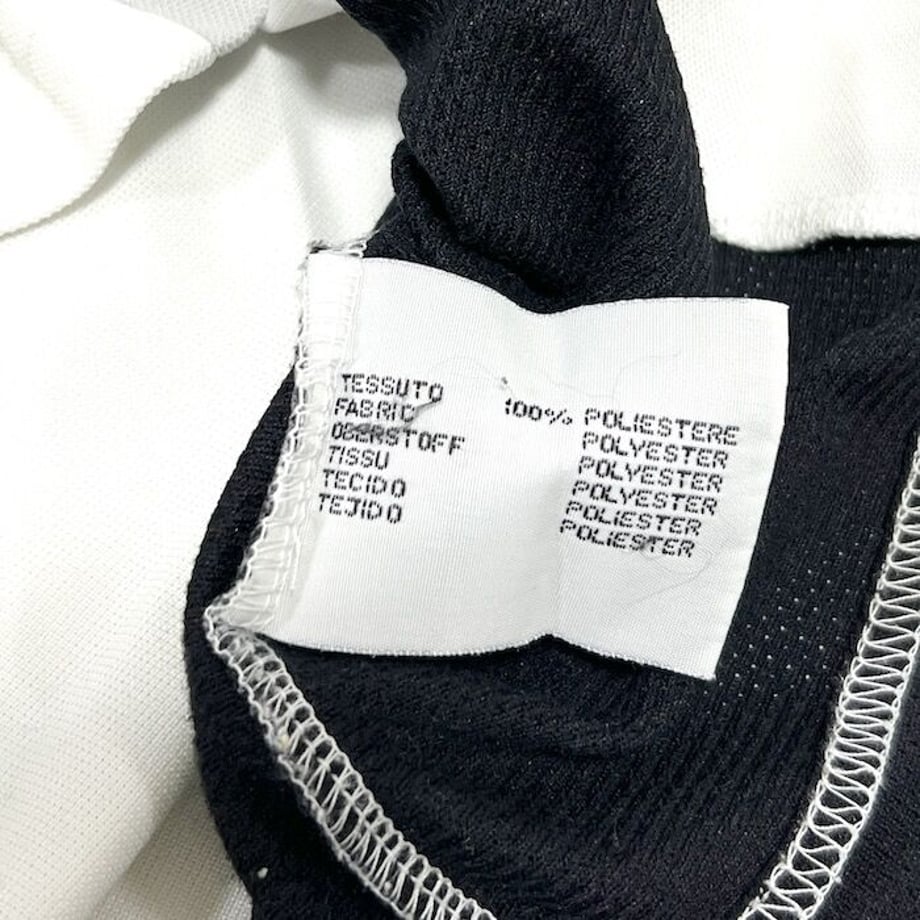 TESSUTO 100% POLIESTERE
FABRIC POLYESTER
OBERSTOFF POLYESTER
TISSU POLYESTER
TECIDO POLIESTER
TEJIDO POLIESTER